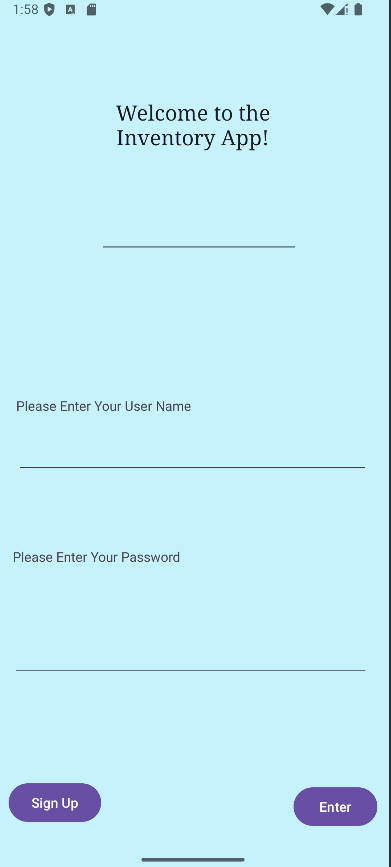 1:58
A
Welcome to the
Inventory App!
Please Enter Your User Name
Please Enter Your Password
Sign Up
Enter